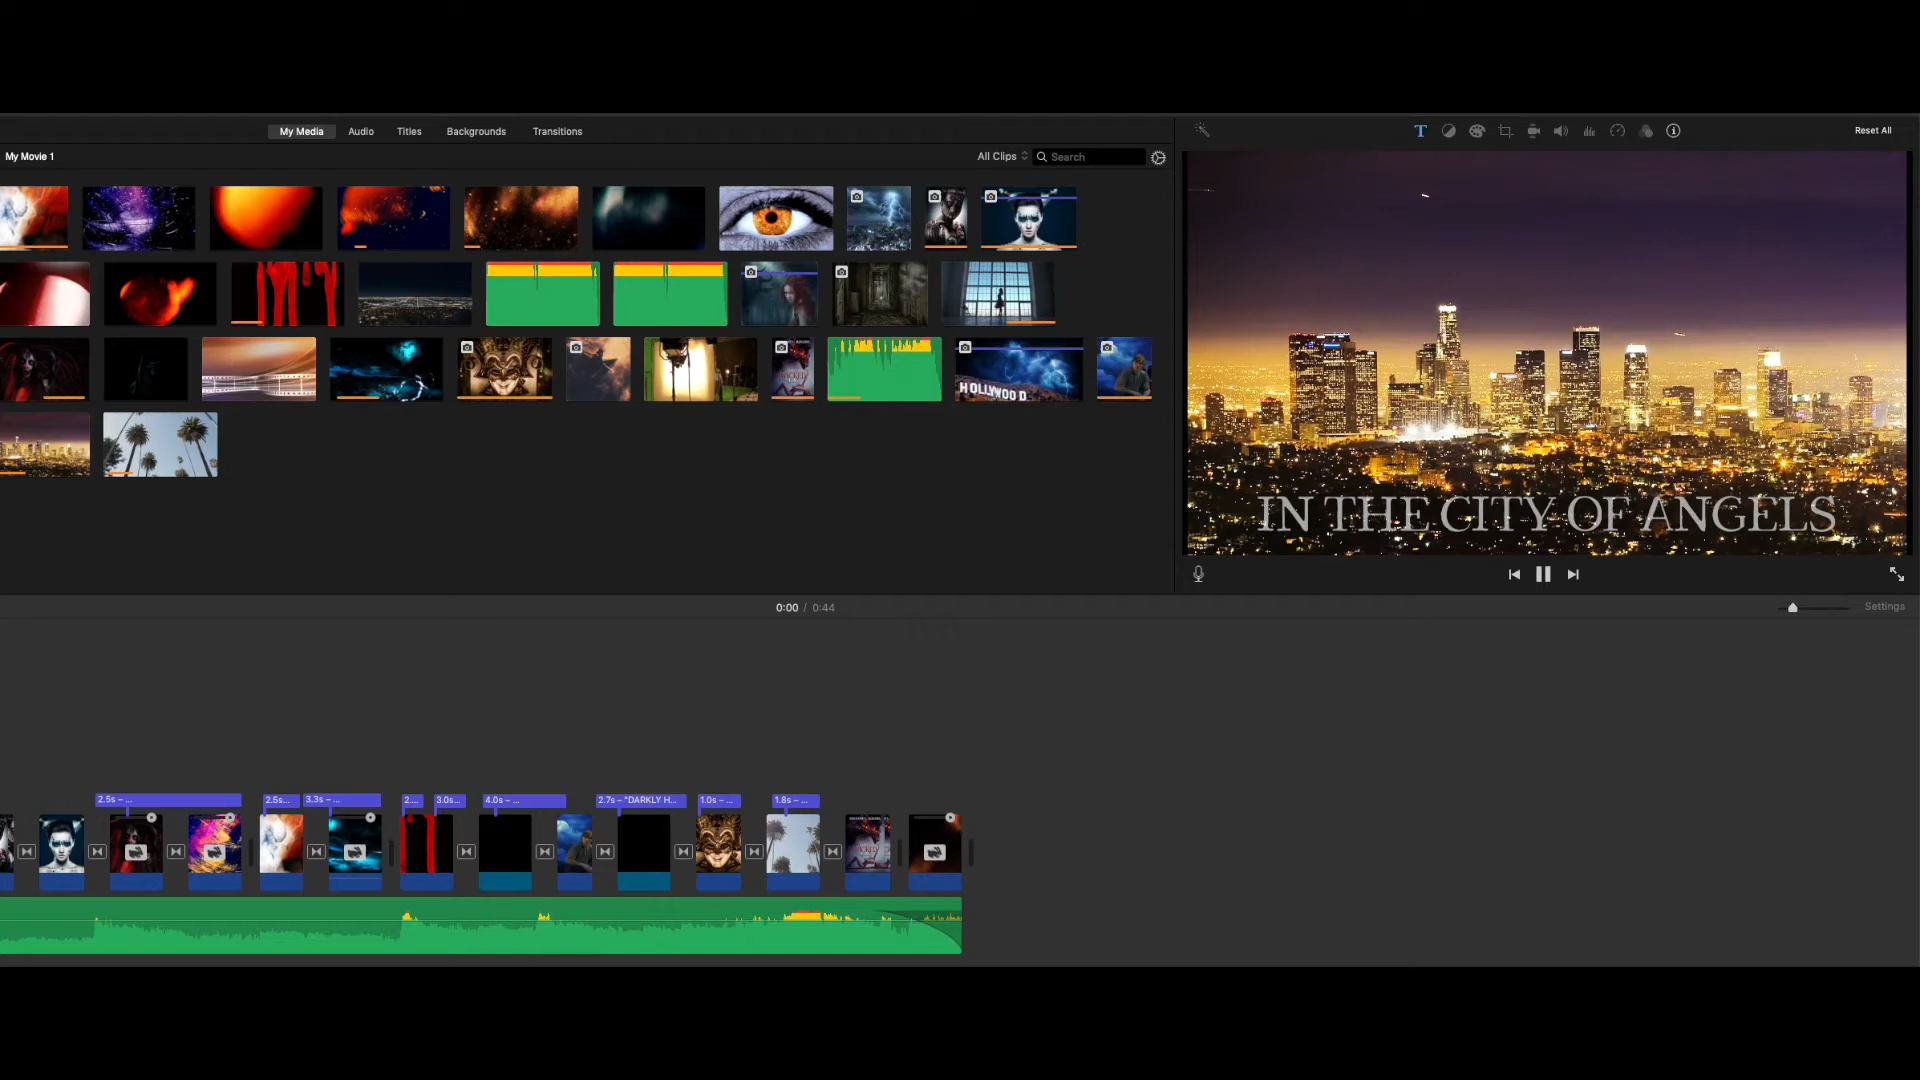 My Media Audio Titles Backgrounds Transitions
T Reset All
My Movie 1 All Clips Search
HOLLYWOOD
IN THE CITY OF ANGELS
0:00 / 0:44 Settings
2.5s – ... 2.5s... 3.3s – ... 2.... 3.0s... 4.0s – ... 2.7s – "DARKLY H... 1.0s – ... 1.8s – ...